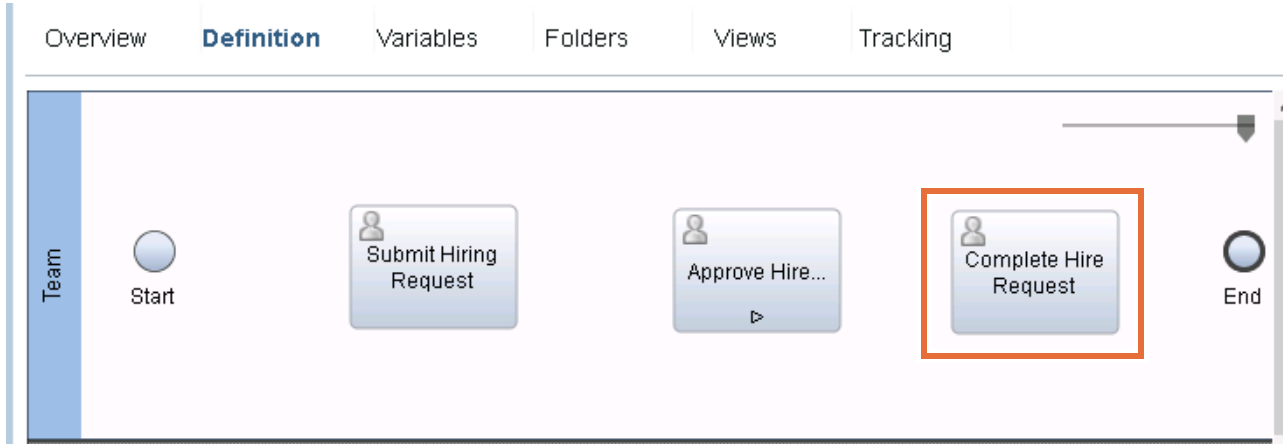 Overview Definition Variables Folders Views Tracking
Team
Start
Submit Hiring
Request
Approve Hire...
Complete Hire
Request
End